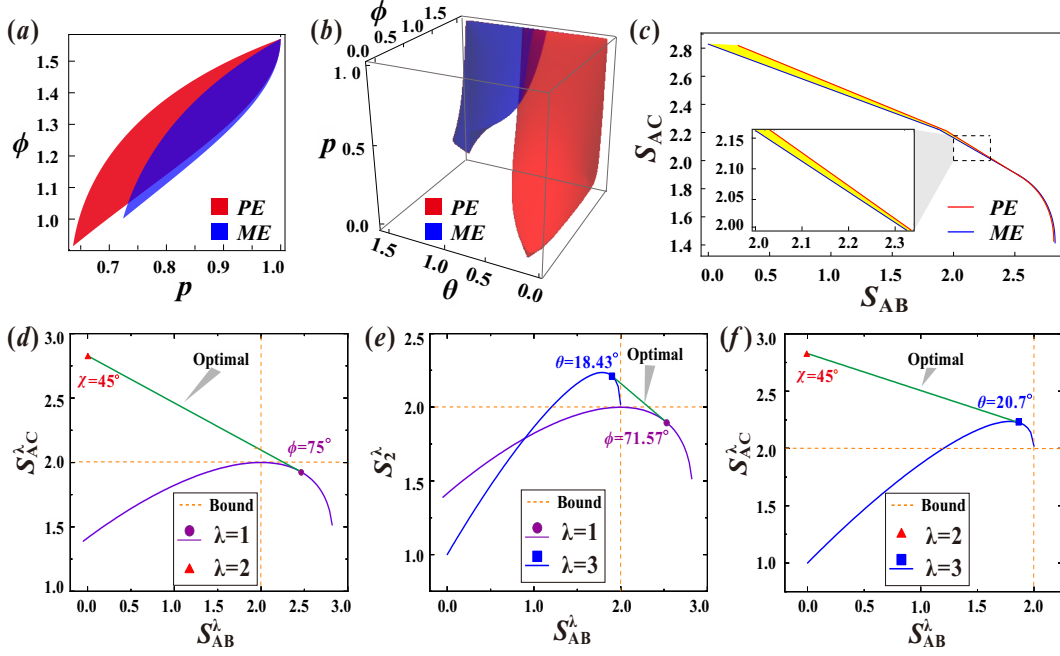 (a)
1.5
1.4
1.3
1.2
1.1
1.0
ϕ
0.7 0.8 0.9 1.0
p
PE
ME
(b)
ϕ
0.0 0.5 1.0 1.5
1.0
0.5
0.0
p
1.5 1.0 0.5 0.0
θ
PE
ME
(c)
S_AC
2.8
2.6
2.4
2.2
2.0
1.8
1.6
1.4
0.0 0.5 1.0 1.5 2.0 2.5
S_AB
2.15
2.10
2.05
2.00
2.0 2.1 2.2 2.3
PE
ME
(d)
S^λ_AC
3.0
2.5
2.0
1.5
1.0
0.0 0.5 1.0 1.5 2.0 2.5 3.0
S^λ_AB
Optimal
χ=45°
ϕ=75°
Bound
λ=1
λ=2
(e)
S^λ_2
2.5
2.0
1.5
1.0
0.0 1.0 2.0 3.0
S^λ_AB
θ=18.43°
Optimal
ϕ=71.57°
Bound
λ=1
λ=3
(f)
S^λ_AC
3.0
2.5
2.0
1.5
1.0
0.0 0.5 1.0 1.5 2.0
S^λ_AB
χ=45°
Optimal
θ=20.7°
Bound
λ=2
λ=3